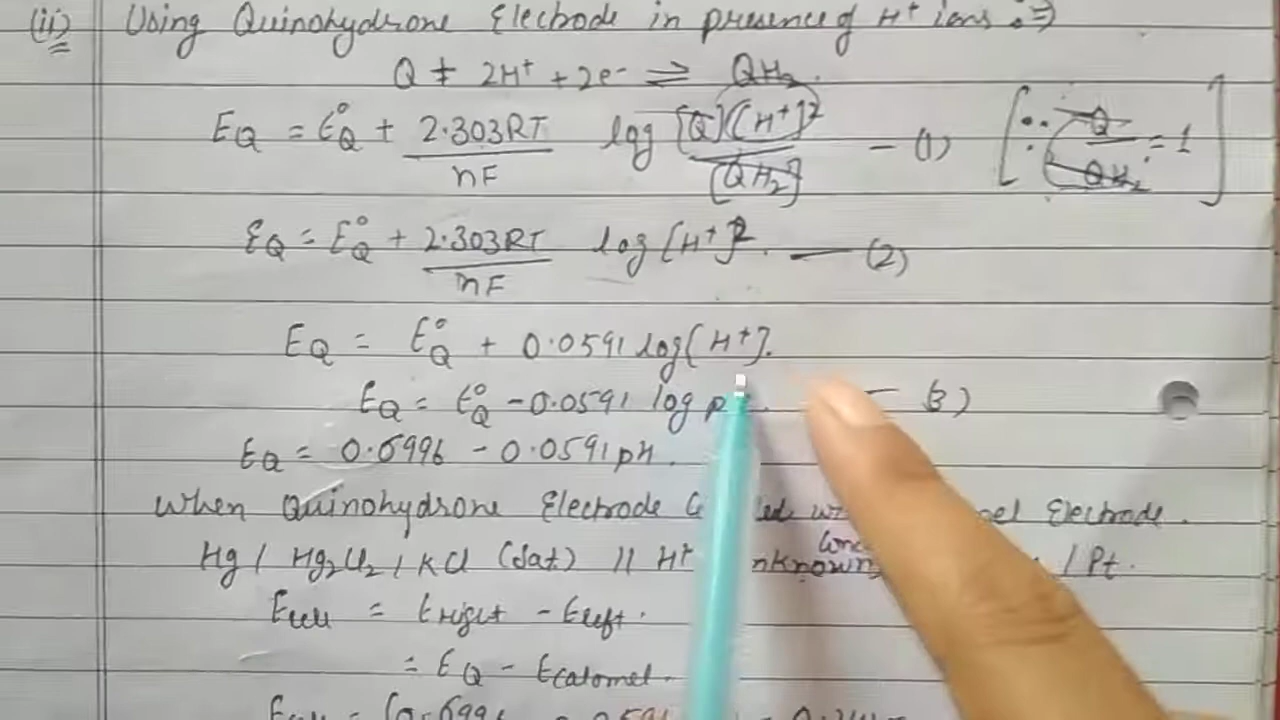 (ii) Using Quinohydrone Electrode in presence of H+ ions :⇒
Q + 2H+ + 2e- ⇌ QH2.
EQ = E°Q + 2.303RT/nF log [Q][H+]²/[QH2] — (1) [∵ Q/QH2 = 1]
EQ = E°Q + 2.303RT/nF log [H+]². — (2)
EQ = E°Q + 0.0591 log [H+].
EQ = E°Q - 0.0591 log p — (3)
EQ = 0.6996 - 0.0591 pH.
When Quinohydrone Electrode Electrode.
Hg / Hg2Cl2 / KCl (Sat) // H+ / Pt.
Ecell = Eright - Eleft.
= EQ - Ecalomel.